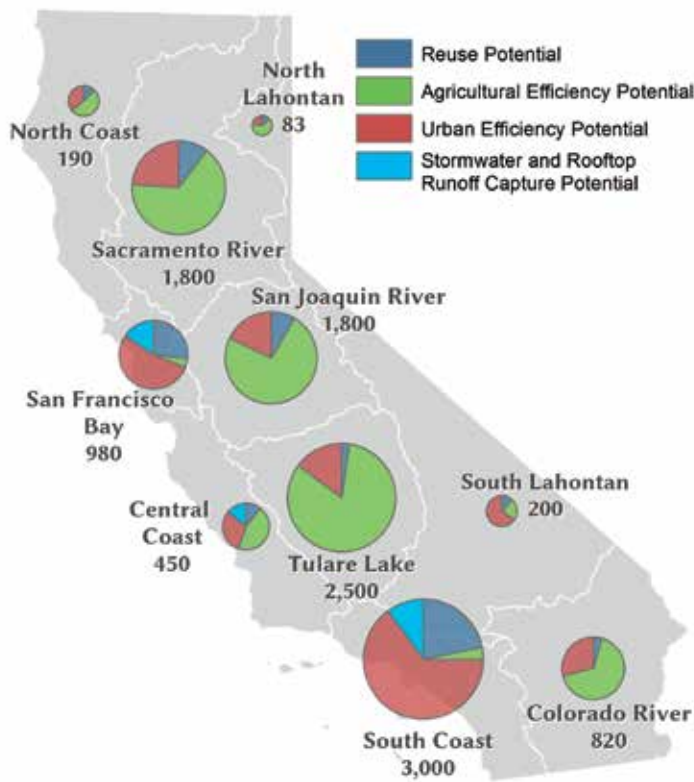 Reuse Potential
Agricultural Efficiency Potential
Urban Efficiency Potential
Stormwater and Rooftop
Runoff Capture Potential
North
Lahontan
83
North Coast
190
Sacramento River
1,800
San Joaquin River
1,800
San Francisco
Bay
980
Central
Coast
450
Tulare Lake
2,500
South Lahontan
200
South Coast
3,000
Colorado River
820